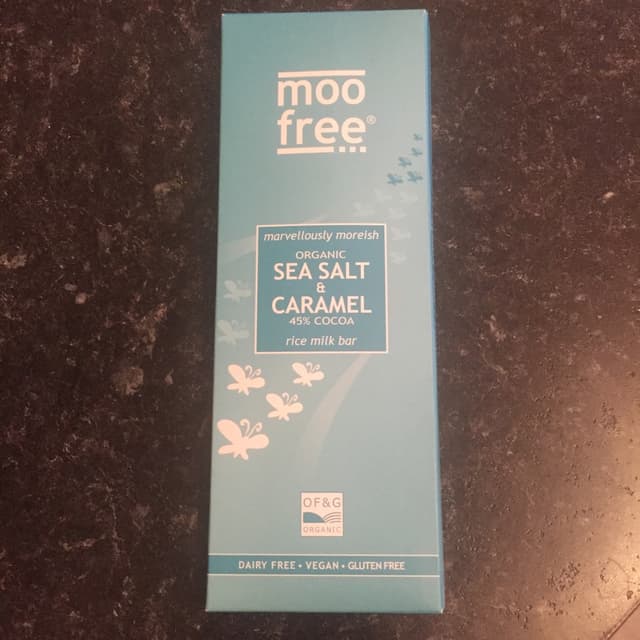 moo
free®
marvellously moreish
ORGANIC
SEA SALT
&
CARAMEL
45% COCOA
rice milk bar
OF&G
ORGANIC
DAIRY FREE • VEGAN • GLUTEN FREE